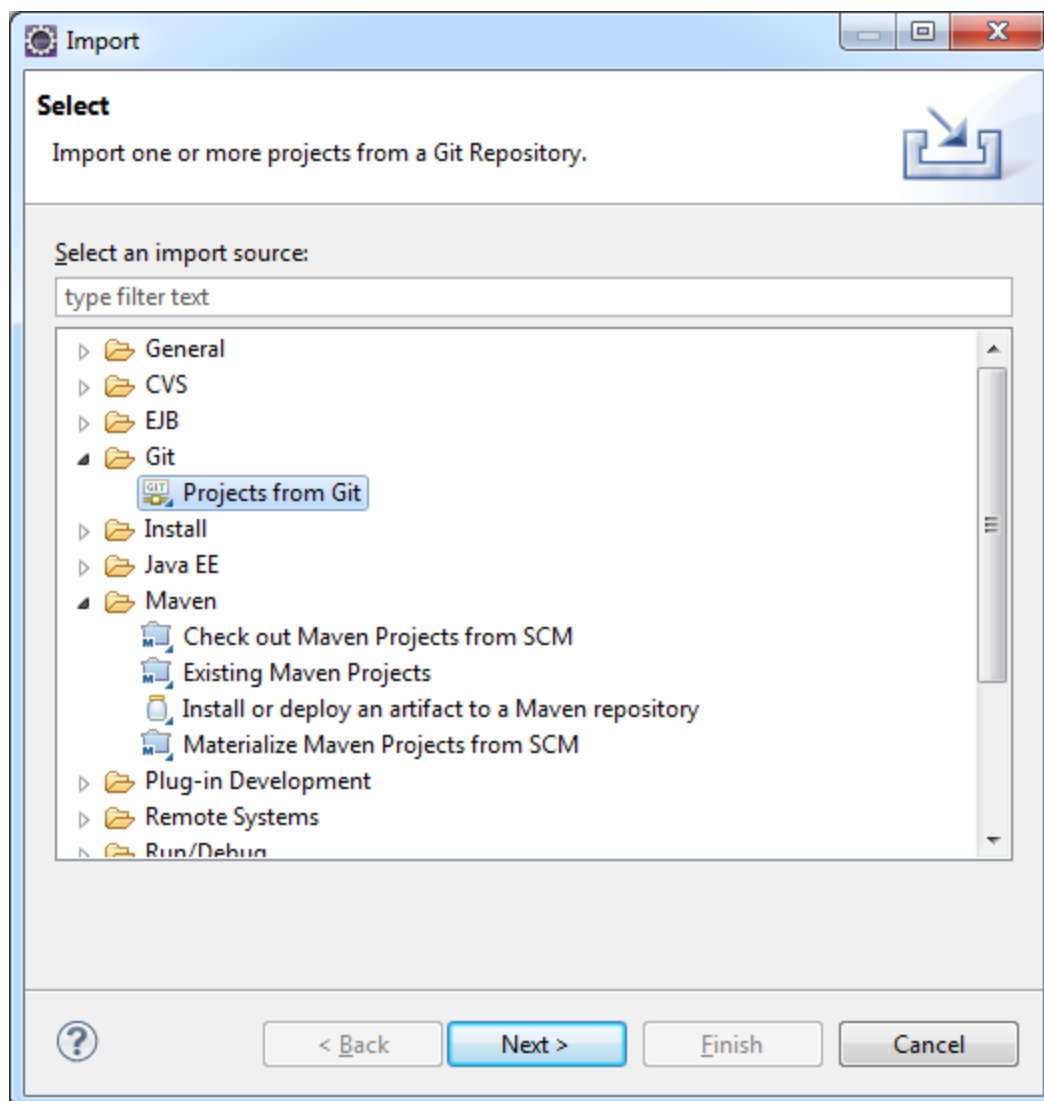 Import
Select
Import one or more projects from a Git Repository.
Select an import source:
type filter text
General
CVS
EJB
Git
GIT Projects from Git
Install
Java EE
Maven
M Check out Maven Projects from SCM
M Existing Maven Projects
Install or deploy an artifact to a Maven repository
M Materialize Maven Projects from SCM
Plug-in Development
Remote Systems
Run/Debug
? < Back Next > Finish Cancel